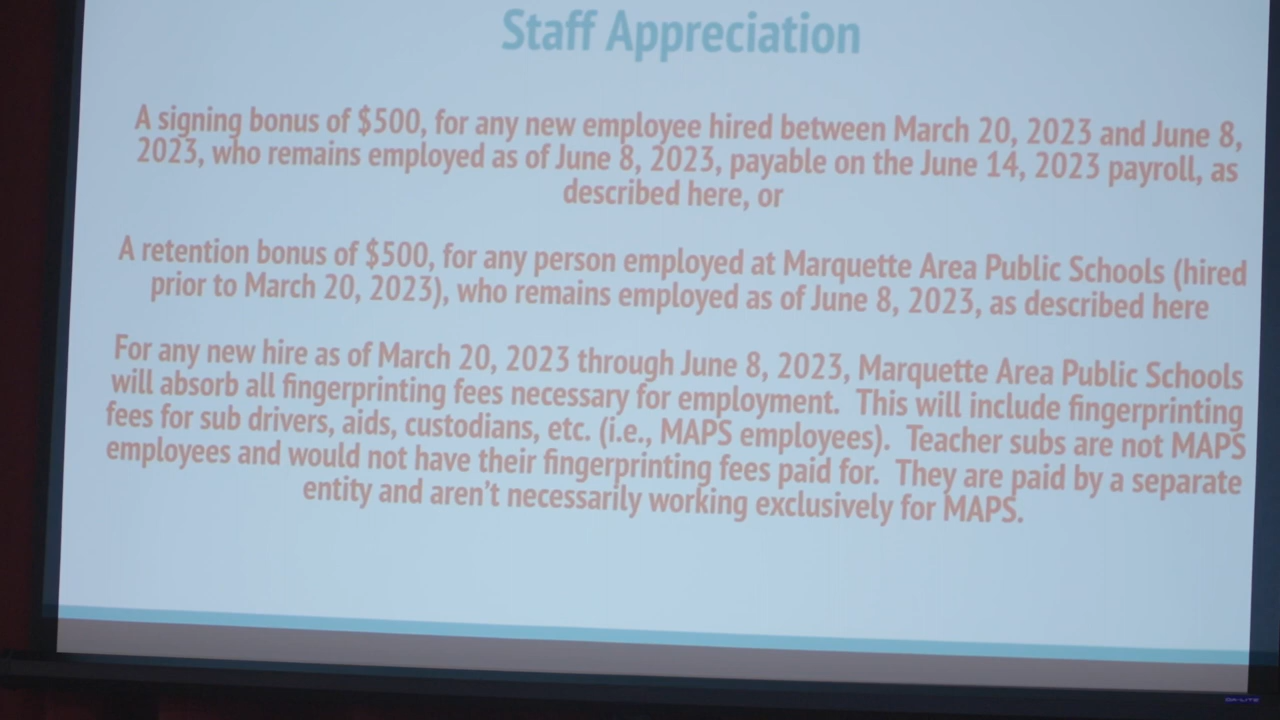 Staff Appreciation
A signing bonus of $500, for any new employee hired between March 20, 2023 and June 8,
2023, who remains employed as of June 8, 2023, payable on the June 14, 2023 payroll, as
described here, or
A retention bonus of $500, for any person employed at Marquette Area Public Schools (hired
prior to March 20, 2023), who remains employed as of June 8, 2023, as described here
For any new hire as of March 20, 2023 through June 8, 2023, Marquette Area Public Schools
will absorb all fingerprinting fees necessary for employment.  This will include fingerprinting
fees for sub drivers, aids, custodians, etc. (i.e., MAPS employees).  Teacher subs are not MAPS
employees and would not have their fingerprinting fees paid for.  They are paid by a separate
entity and aren't necessarily working exclusively for MAPS.
DA-LITE